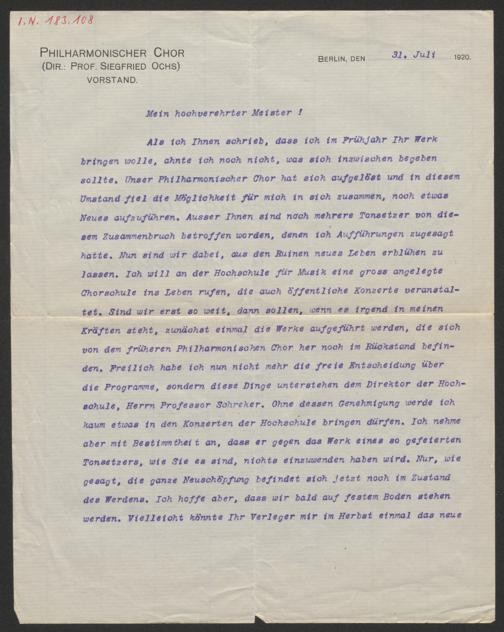 I.N. 183.108
PHILHARMONISCHER CHOR
(DIR.: PROF. SIEGFRIED OCHS)
VORSTAND.
BERLIN, DEN 31. Juli 1920.
Mein hochverehrter Meister !
Als ich Ihnen schrieb, dass ich im Frühjahr Ihr Werk
bringen wolle, ahnte ich noch nicht, was sich inzwischen begeben
sollte. Unser Philharmonischer Chor hat sich aufgelöst und in diesem
Umstand fiel die Möglichkeit für mich in sich zusammen, noch etwas
Neues aufzuführen. Ausser Ihnen sind noch mehrere Tonsetzer von die-
sem Zusammenbruch betroffen worden, denen ich Aufführungen zugesagt
hatte. Nun sind wir dabei, aus den Ruinen neues Leben erblühen zu
lassen. Ich will an der Hochschule für Musik eine gross angelegte
Chorschule ins Leben rufen, die auch öffentliche Konzerte veranstal-
tet. Sind wir erst so weit, dann sollen, wenn es irgend in meinen
Kräften steht, zunächst einmal die Werke aufgeführt werden, die sich
von dem früheren Philharmonischen Chor her noch im Rückstand befin-
den. Freilich habe ich nun nicht mehr die freie Entscheidung über
die Programme, sondern diese Dinge unterstehen dem Direktor der Hoch-
schule, Herrn Professor Schreker. Ohne dessen Genehmigung werde ich
kaum etwas in den Konzerten der Hochschule bringen dürfen. Ich nehme
aber mit Bestimmtheit an, dass er gegen das Werk eines so gefeierten
Tonsetzers, wie Sie es sind, nichts einzuwenden haben wird. Nur, wie
gesagt, die ganze Neuschöpfung befindet sich jetzt noch im Zustand
des Werdens. Ich hoffe aber, dass wir bald auf festem Boden stehen
werden. Vielleicht könnte Ihr Verleger mir im Herbst einmal das neue